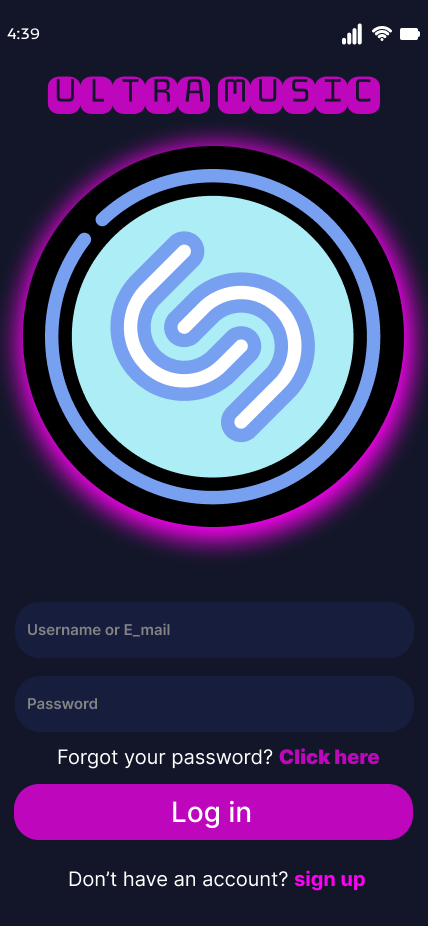 4:39
ULTRA MUSIC
Username or E_mail
Password
Forgot your password? Click here
Log in
Don’t have an account? sign up